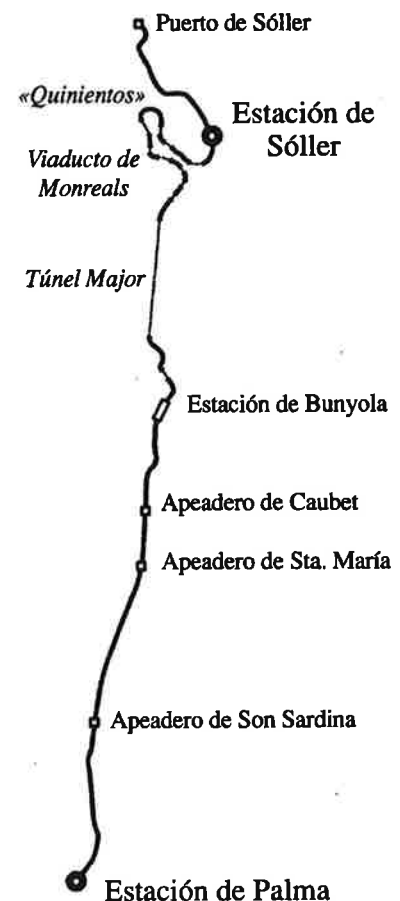 Puerto de Sóller
«Quinientos»
Estación de
Sóller
Viaducto de
Monreals
Túnel Major
Estación de Bunyola
Apeadero de Caubet
Apeadero de Sta. María
Apeadero de Son Sardina
Estación de Palma